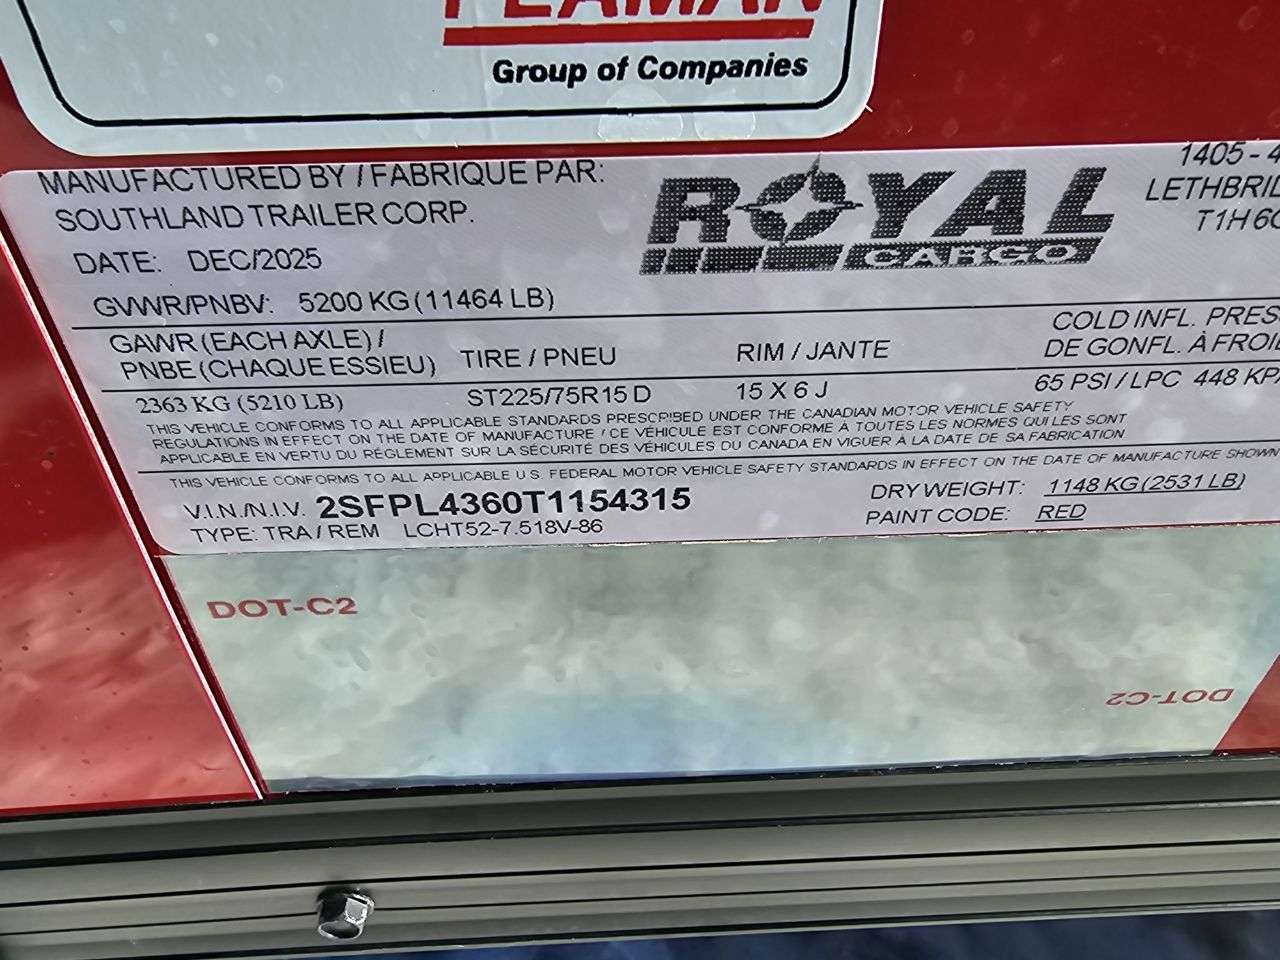 Group of Companies
MANUFACTURED BY / FABRIQUE PAR:
SOUTHLAND TRAILER CORP.
DATE: DEC/2025
GVWR/PNBV: 5200 KG (11464 LB)
ROYAL
CARGO
1405 - 4
LETHBRID
T1H 6
GAWR (EACH AXLE) /
PNBE (CHAQUE ESSIEU)
TIRE / PNEU
RIM / JANTE
COLD INFL. PRES
DE GONFL. À FROI
2363 KG (5210 LB) ST225/75R15 D 15 X 6 J 65 PSI / LPC 448 KP
THIS VEHICLE CONFORMS TO ALL APPLICABLE STANDARDS PRESCRIBED UNDER THE CANADIAN MOTOR VEHICLE SAFETY
REGULATIONS IN EFFECT ON THE DATE OF MANUFACTURE / CE VÉHICULE EST CONFORME À TOUTES LES NORMES QUI LES SONT
APPLICABLE EN VERTU DU RÉGLEMENT SUR LA SÉCURITÉ DES VÉHICULES DU CANADA EN VIGUER À LA DATE DE SA FABRICATION
THIS VEHICLE CONFORMS TO ALL APPLICABLE U.S. FEDERAL MOTOR VEHICLE SAFETY STANDARDS IN EFFECT ON THE DATE OF MANUFACTURE SHOWN
V.I.N./N.I.V. 2SFPL4360T1154315
TYPE: TRA / REM LCHT52-7.518V-86
DRY WEIGHT: 1148 KG (2531 LB)
PAINT CODE: RED
DOT-C2
DOT-C2